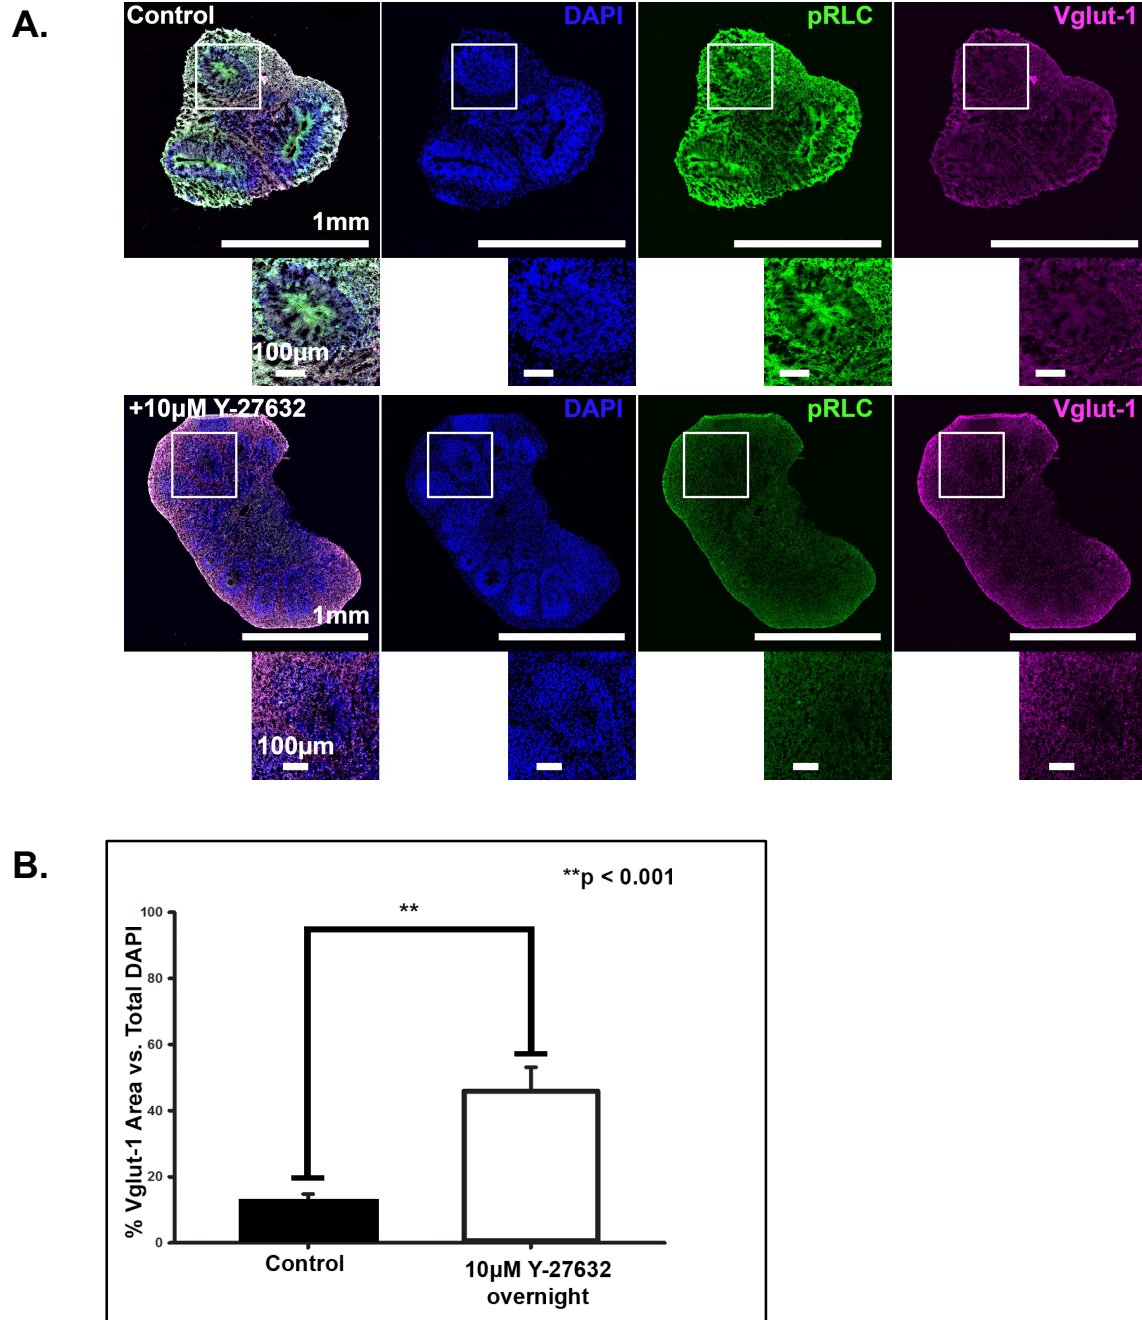 A.
Control
DAPI
pRLC
Vglut-1
1mm
100µm
+10µM Y-27632
DAPI
pRLC
Vglut-1
1mm
100µm
B.
**p < 0.001
**
% Vglut-1 Area vs. Total DAPI
100
80
60
40
20
0
Control
10µM Y-27632
overnight